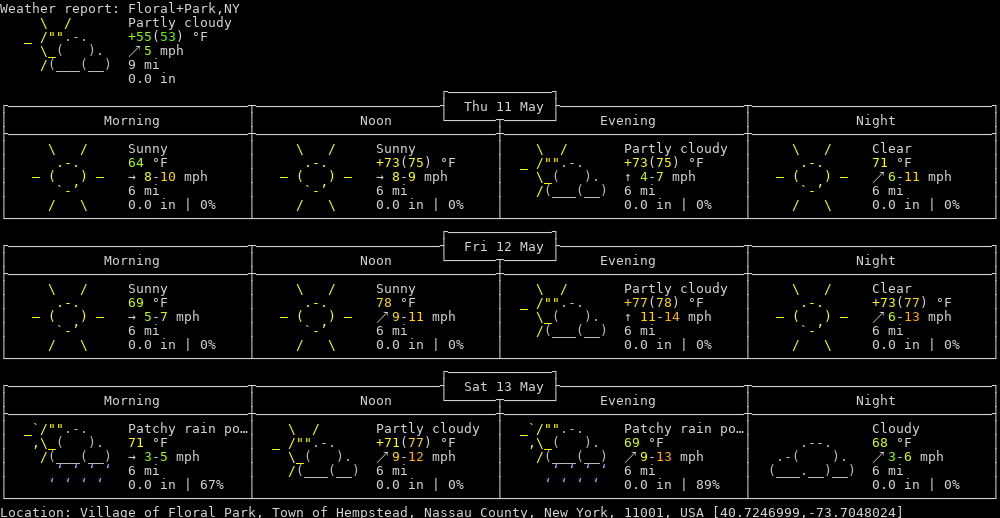 Weather report: Floral+Park,NY
Partly cloudy
+55(53) °F
↗ 5 mph
9 mi
0.0 in
Thu 11 May
Morning Noon Evening Night
Sunny Sunny Partly cloudy Clear
64 °F +73(75) °F +73(75) °F 71 °F
→ 8-10 mph → 8-9 mph ↑ 4-7 mph ↗ 6-11 mph
6 mi 6 mi 6 mi 6 mi
0.0 in | 0% 0.0 in | 0% 0.0 in | 0% 0.0 in | 0%
Fri 12 May
Morning Noon Evening Night
Sunny Sunny Partly cloudy Clear
69 °F 78 °F +77(78) °F +73(77) °F
→ 5-7 mph ↗ 9-11 mph ↑ 11-14 mph ↗ 6-13 mph
6 mi 6 mi 6 mi 6 mi
0.0 in | 0% 0.0 in | 0% 0.0 in | 0% 0.0 in | 0%
Sat 13 May
Morning Noon Evening Night
Patchy rain po… Partly cloudy Patchy rain po… Cloudy
71 °F +71(77) °F 69 °F 68 °F
→ 3-5 mph ↗ 9-12 mph ↗ 9-13 mph ↗ 3-6 mph
6 mi 6 mi 6 mi 6 mi
0.0 in | 67% 0.0 in | 0% 0.0 in | 89% 0.0 in | 0%
Location: Village of Floral Park, Town of Hempstead, Nassau County, New York, 11001, USA [40.7246999,-73.7048024]